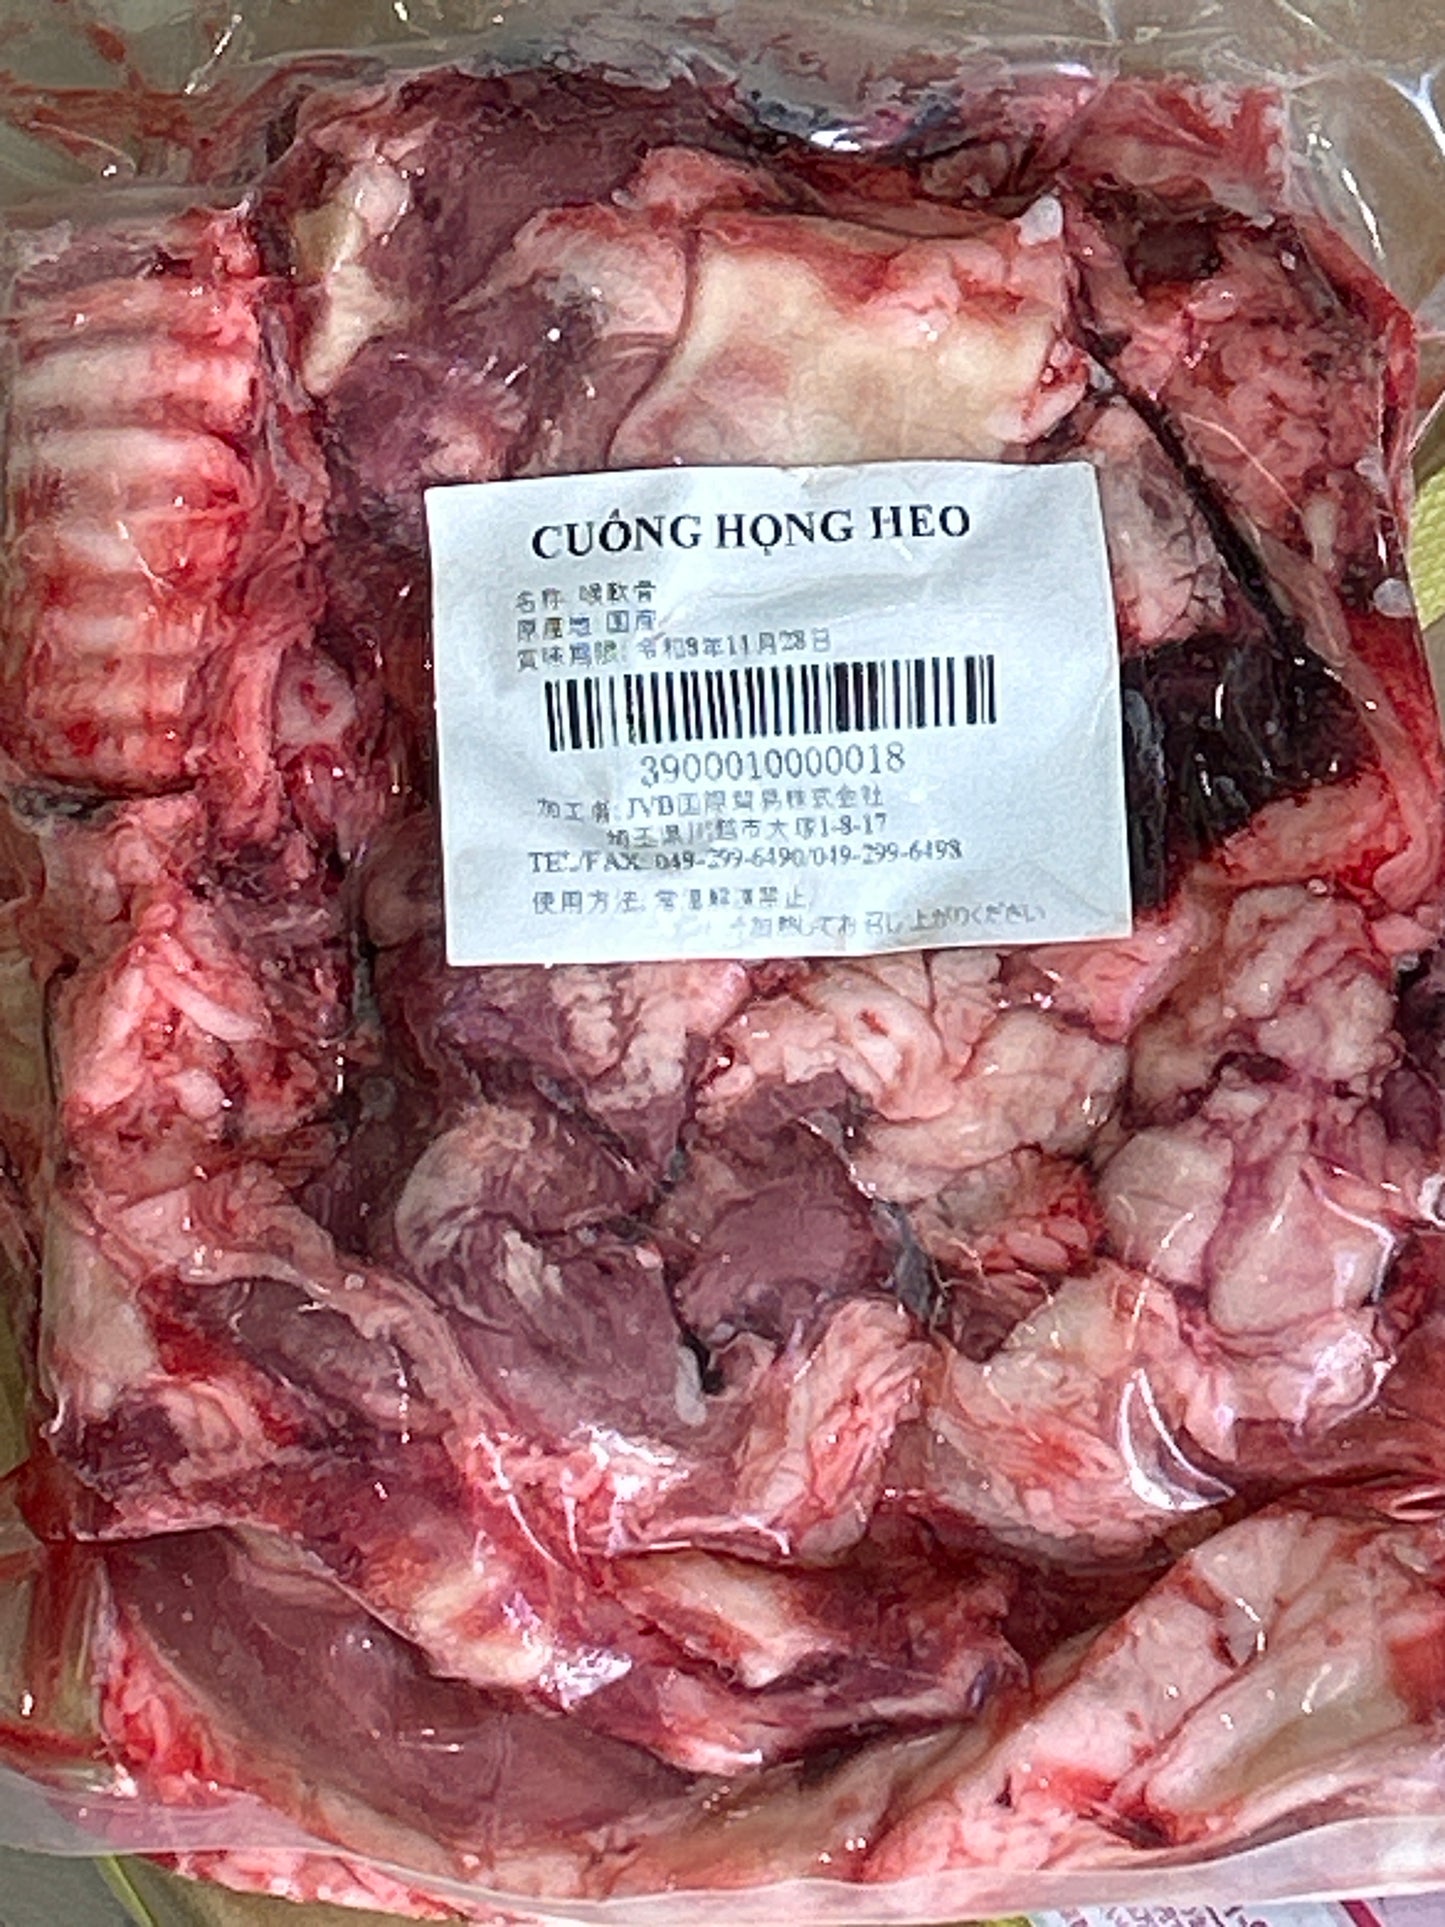 CUỐNG HỌNG HEO
名称 喉軟骨
原産地 国産
賞味期限: 令和8年11月28日
3900010000018
加工者: JVB国際貿易株式会社
埼玉県川越市大塚1-8-17
TEL/FAX 049-299-6490/049-299-6498
使用方法: 常温解凍禁止
加熱してお召し上がりください